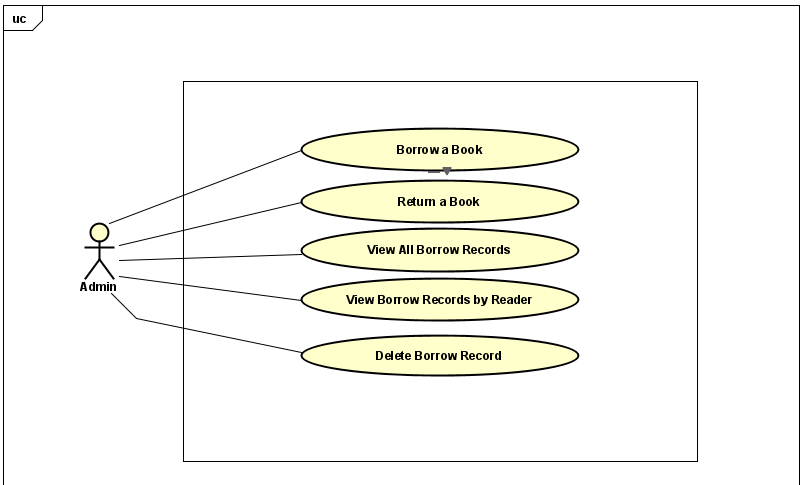 uc
Borrow a Book
Return a Book
View All Borrow Records
Admin
View Borrow Records by Reader
Delete Borrow Record